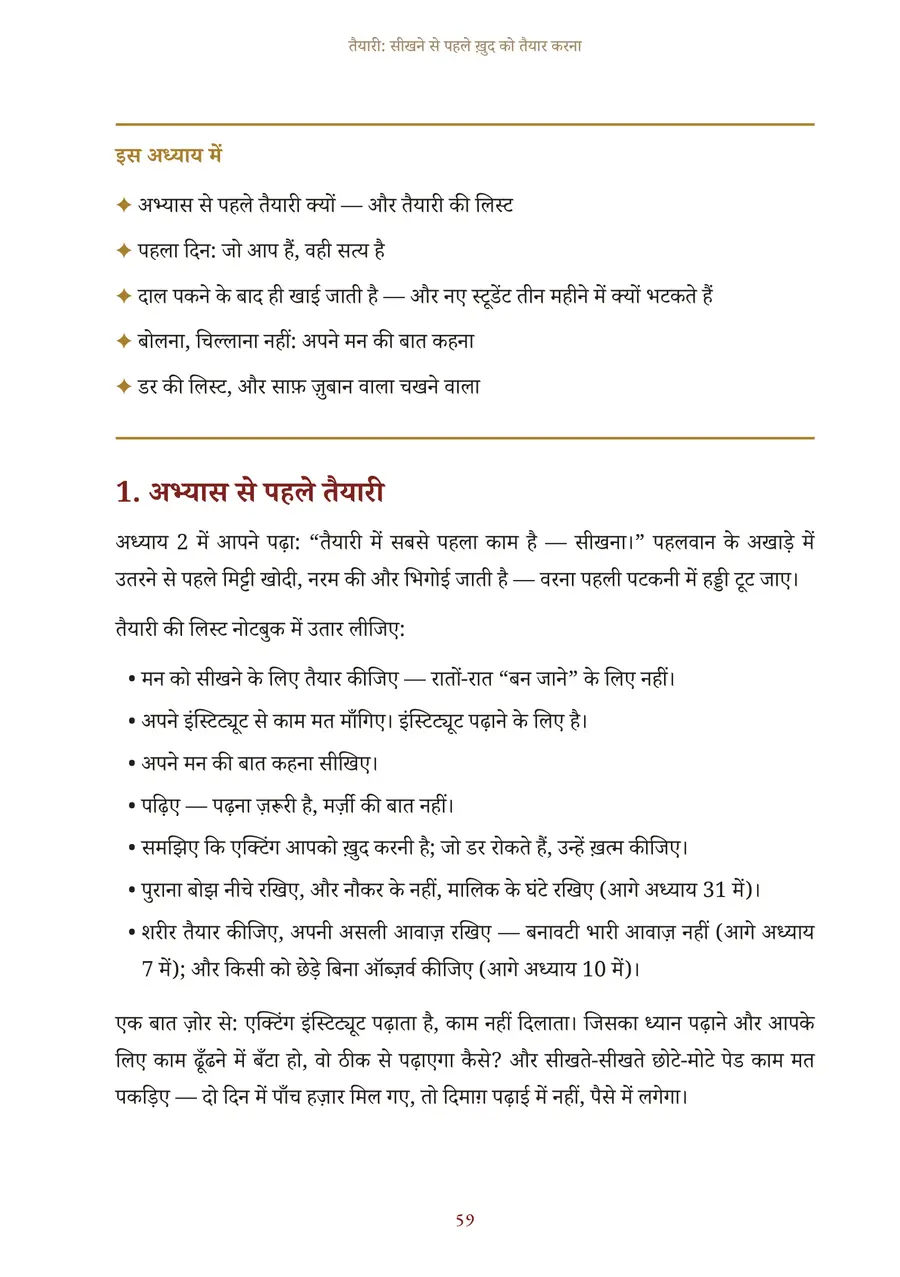 तैयारी: सीखने से पहले ख़ुद को तैयार करना
इस अध्याय में
✦ अभ्यास से पहले तैयारी क्यों — और तैयारी की लिस्ट
✦ पहला दिन: जो आप हैं, वही सत्य है
✦ दाल पकने के बाद ही खाई जाती है — और नए स्टूडेंट तीन महीने में क्यों भटकते हैं
✦ बोलना, चिल्लाना नहीं: अपने मन की बात कहना
✦ डर की लिस्ट, और साफ़ ज़ुबान वाला चखने वाला
1. अभ्यास से पहले तैयारी
अध्याय 2 में आपने पढ़ा: “तैयारी में सबसे पहला काम है — सीखना।” पहलवान के अखाड़े में
उतरने से पहले मिट्टी खोदी, नरम की और भिगोई जाती है — वरना पहली पटकनी में हड्डी टूट जाए।
तैयारी की लिस्ट नोटबुक में उतार लीजिए:
• मन को सीखने के लिए तैयार कीजिए — रातों-रात “बन जाने” के लिए नहीं।
• अपने इंस्टिट्यूट से काम मत माँगिए। इंस्टिट्यूट पढ़ाने के लिए है।
• अपने मन की बात कहना सीखिए।
• पढ़िए — पढ़ना ज़रूरी है, मर्ज़ी की बात नहीं।
• समझिए कि एक्टिंग आपको ख़ुद करनी है; जो डर रोकते हैं, उन्हें ख़त्म कीजिए।
• पुराना बोझ नीचे रखिए, और नौकर के नहीं, मालिक के घंटे रखिए (आगे अध्याय 31 में)।
• शरीर तैयार कीजिए, अपनी असली आवाज़ रखिए — बनावटी भारी आवाज़ नहीं (आगे अध्याय
7 में); और किसी को छेड़े बिना ऑब्ज़र्व कीजिए (आगे अध्याय 10 में)।
एक बात ज़ोर से: एक्टिंग इंस्टिट्यूट पढ़ाता है, काम नहीं दिलाता। जिसका ध्यान पढ़ाने और आपके
लिए काम ढूँढने में बँटा हो, वो ठीक से पढ़ाएगा कैसे? और सीखते-सीखते छोटे-मोटे पेड काम मत
पकड़िए — दो दिन में पाँच हज़ार मिल गए, तो दिमाग़ पढ़ाई में नहीं, पैसे में लगेगा।
59